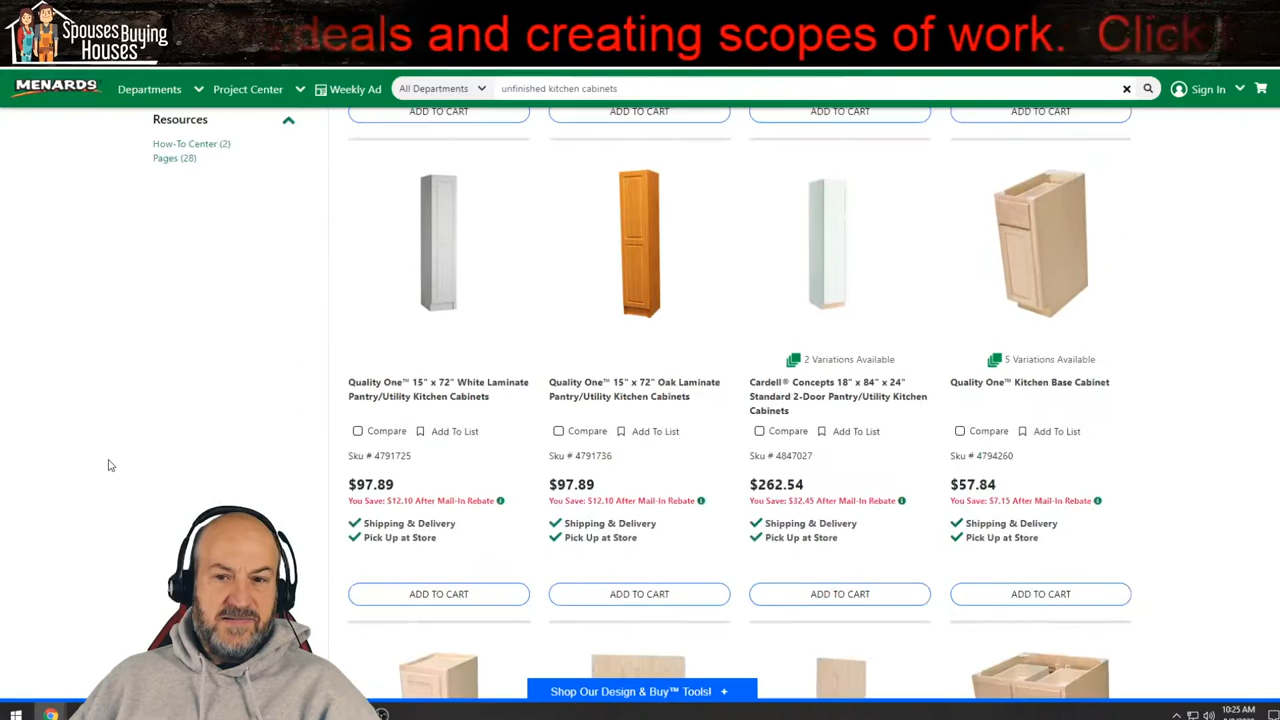 Spouses Buying Houses
deals and creating scopes of work. Click
MENARDS
Departments
Project Center
Weekly Ad
All Departments
unfinished kitchen cabinets
Sign In
Resources
How-To Center (2)
Pages (28)
ADD TO CART
ADD TO CART
ADD TO CART
ADD TO CART
2 Variations Available
5 Variations Available
Quality One™ 15" x 72" White Laminate
Pantry/Utility Kitchen Cabinets
Quality One™ 15" x 72" Oak Laminate
Pantry/Utility Kitchen Cabinets
Cardell® Concepts 18" x 84" x 24"
Standard 2-Door Pantry/Utility Kitchen
Cabinets
Quality One™ Kitchen Base Cabinet
Compare Add To List
Compare Add To List
Compare Add To List
Compare Add To List
Sku # 4791725
Sku # 4791736
Sku # 4847027
Sku # 4794260
$97.89
$97.89
$262.54
$57.84
You Save: $12.10 After Mail-In Rebate
You Save: $12.10 After Mail-In Rebate
You Save: $32.45 After Mail-In Rebate
You Save: $7.15 After Mail-In Rebate
Shipping & Delivery
Pick Up at Store
Shipping & Delivery
Pick Up at Store
Shipping & Delivery
Pick Up at Store
Shipping & Delivery
Pick Up at Store
ADD TO CART
ADD TO CART
ADD TO CART
ADD TO CART
Shop Our Design & Buy™ Tools! +
10:25 AM